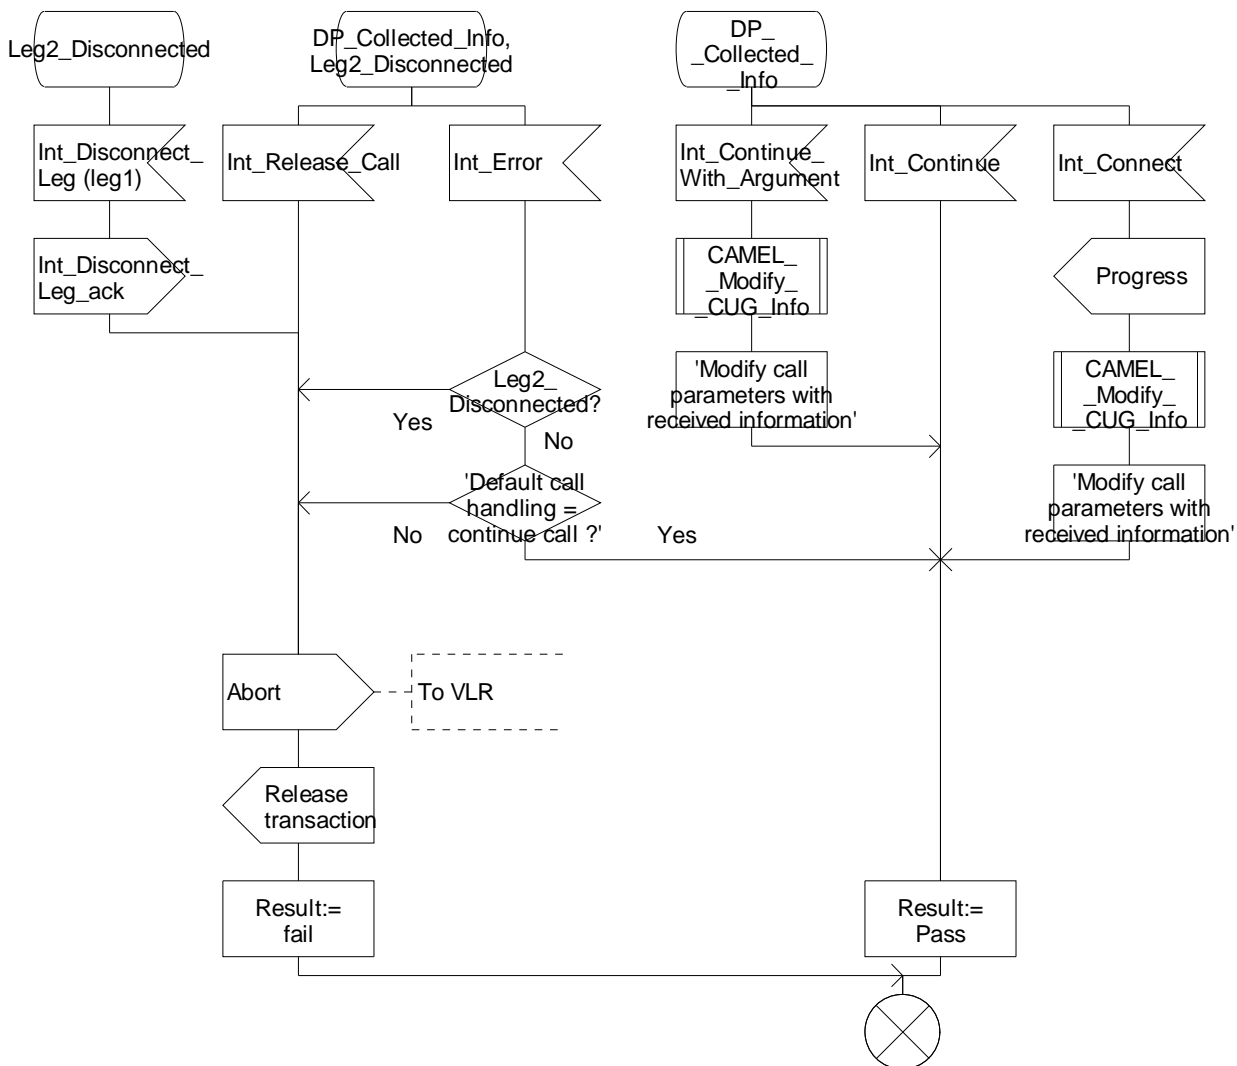 Leg2_Disconnected
DP_Collected_Info,
Leg2_Disconnected
DP_
_Collected_
_Info
Int_Disconnect_
Leg (leg1)
Int_Release_Call
Int_Error
Int_Continue_
With_Argument
Int_Continue
Int_Connect
Int_Disconnect_
Leg_ack
CAMEL_
_Modify_
_CUG_Info
Progress
Leg2_
Disconnected?
Yes
No
'Modify call
parameters with
received information'
CAMEL_
_Modify_
_CUG_Info
'Default call
handling =
continue call ?'
No
Yes
'Modify call
parameters with
received information'
Abort
To VLR
Release
transaction
Result:=
fail
Result:=
Pass